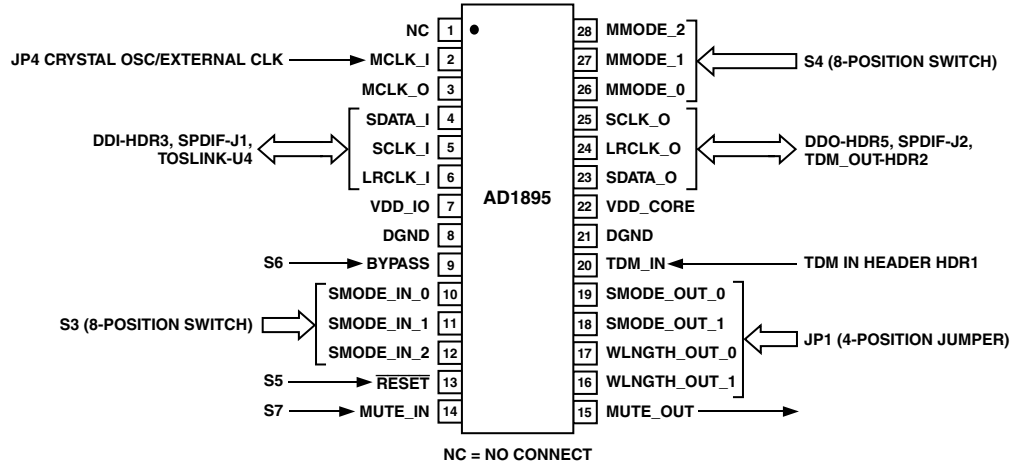 NC 1 28 MMODE_2
JP4 CRYSTAL OSC/EXTERNAL CLK MCLK_I 2 27 MMODE_1 S4 (8-POSITION SWITCH)
MCLK_O 3 26 MMODE_0
SDATA_I 4 25 SCLK_O
DDI-HDR3, SPDIF-J1,
TOSLINK-U4
SCLK_I 5 24 LRCLK_O
DDO-HDR5, SPDIF-J2,
TDM_OUT-HDR2
LRCLK_I 6 23 SDATA_O
AD1895
VDD_IO 7 22 VDD_CORE
DGND 8 21 DGND
S6 BYPASS 9 20 TDM_IN TDM IN HEADER HDR1
SMODE_IN_0 10 19 SMODE_OUT_0
S3 (8-POSITION SWITCH) SMODE_IN_1 11 18 SMODE_OUT_1
JP1 (4-POSITION JUMPER)
SMODE_IN_2 12 17 WLNGTH_OUT_0
S5 RESET 13 16 WLNGTH_OUT_1
S7 MUTE_IN 14 15 MUTE_OUT
NC = NO CONNECT